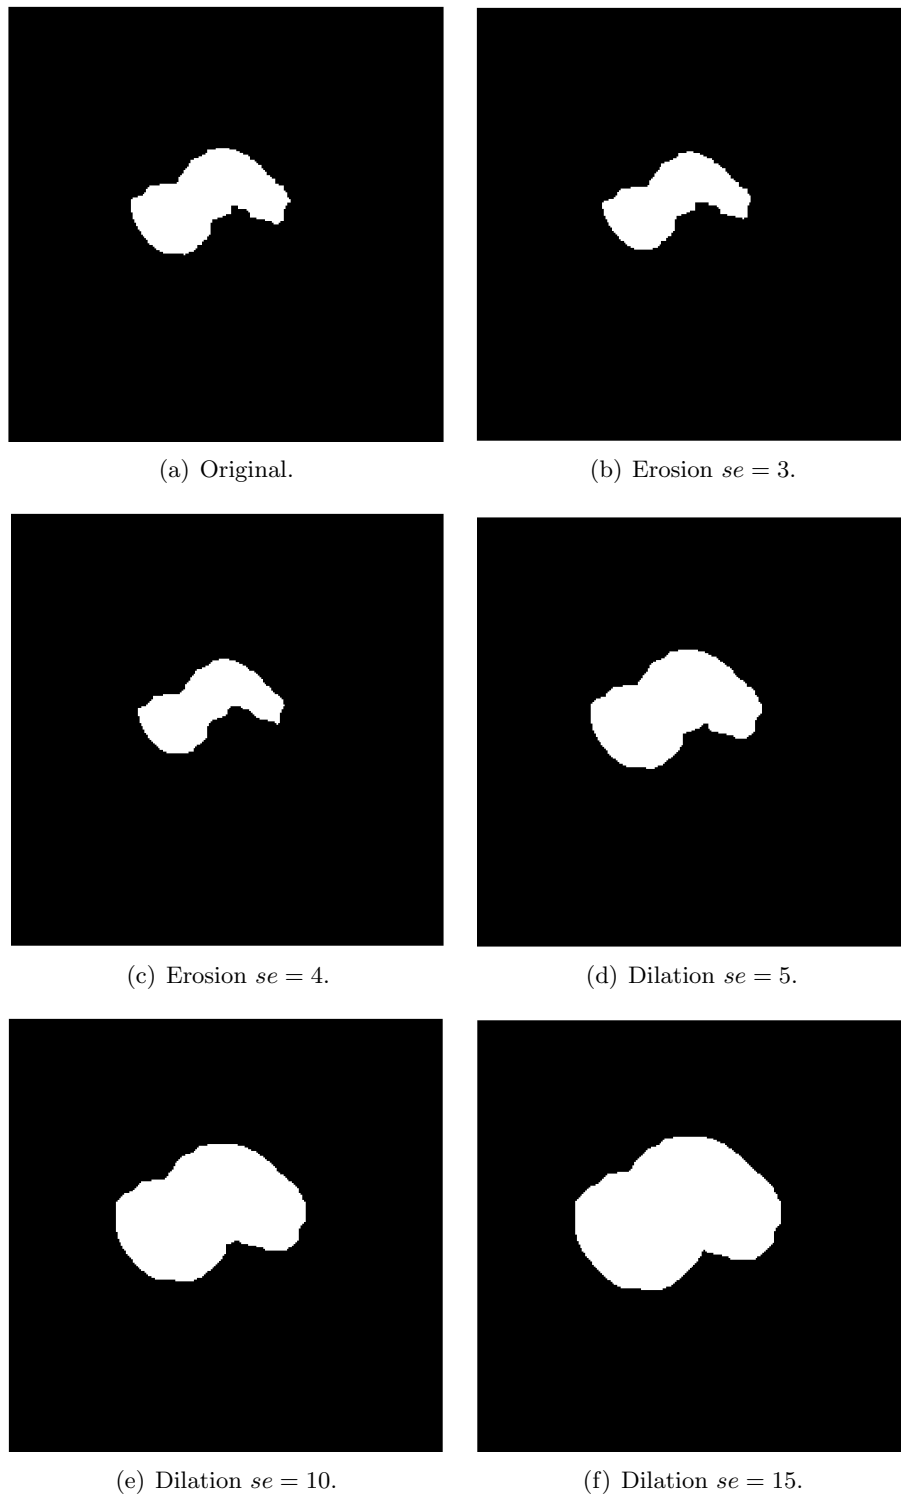 (a) Original.
(b) Erosion se = 3.
(c) Erosion se = 4.
(d) Dilation se = 5.
(e) Dilation se = 10.
(f) Dilation se = 15.